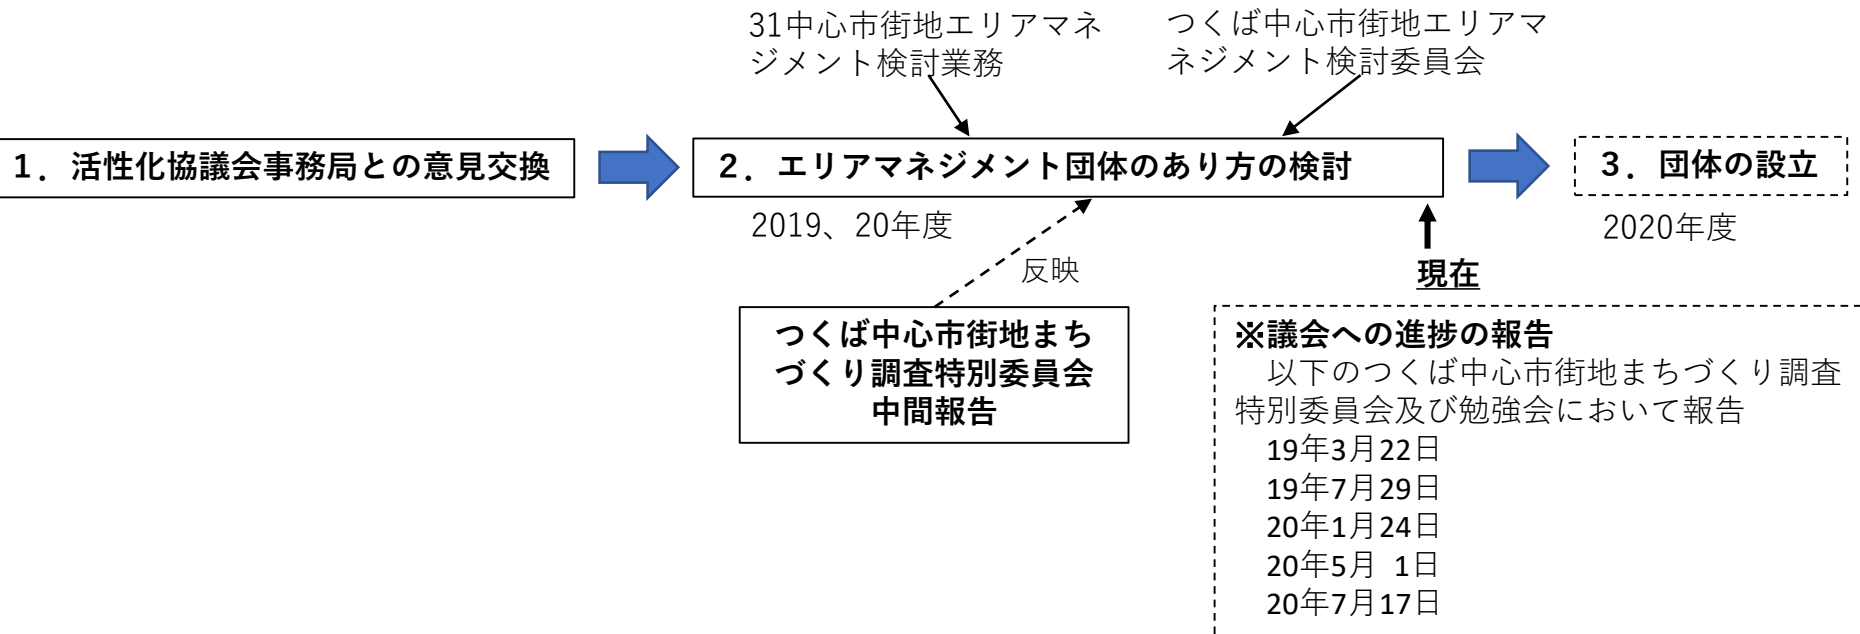 31中心市街地エリアマネ
ジメント検討業務
つくば中心市街地エリアマ
ネジメント検討委員会
1．活性化協議会事務局との意見交換
2．エリアマネジメント団体のあり方の検討
3．団体の設立
2019、20年度
2020年度
反映
現在
つくば中心市街地まち
づくり調査特別委員会
中間報告
※議会への進捗の報告
以下のつくば中心市街地まちづくり調査
特別委員会及び勉強会において報告
19年3月22日
19年7月29日
20年1月24日
20年5月 1日
20年7月17日